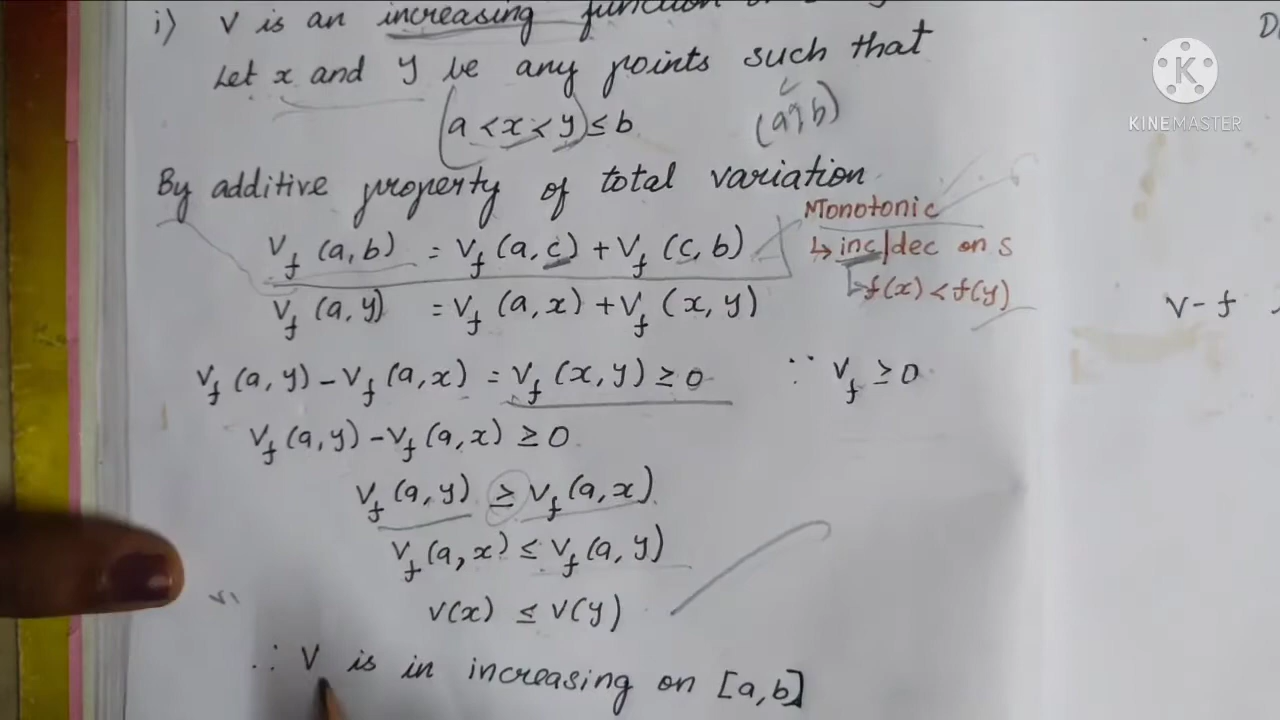 i) V is an increasing function
Let x and y be any points such that
a < x < y ≤ b
(a, b)
By additive property of total variation
V_f (a, b) = V_f (a, c) + V_f (c, b)
V_f (a, y) = V_f (a, x) + V_f (x, y)
Monotonic
↳ inc/dec on S
↳ f(x) < f(y)
V_f (a, y) - V_f (a, x) = V_f (x, y) ≥ 0 ∵ V_f ≥ 0
V_f (a, y) - V_f (a, x) ≥ 0
V_f (a, y) ≥ V_f (a, x)
V_f (a, x) ≤ V_f (a, y)
V(x) ≤ V(y)
∴ V is in increasing on [a, b]
V - f
K
KINEMASTER